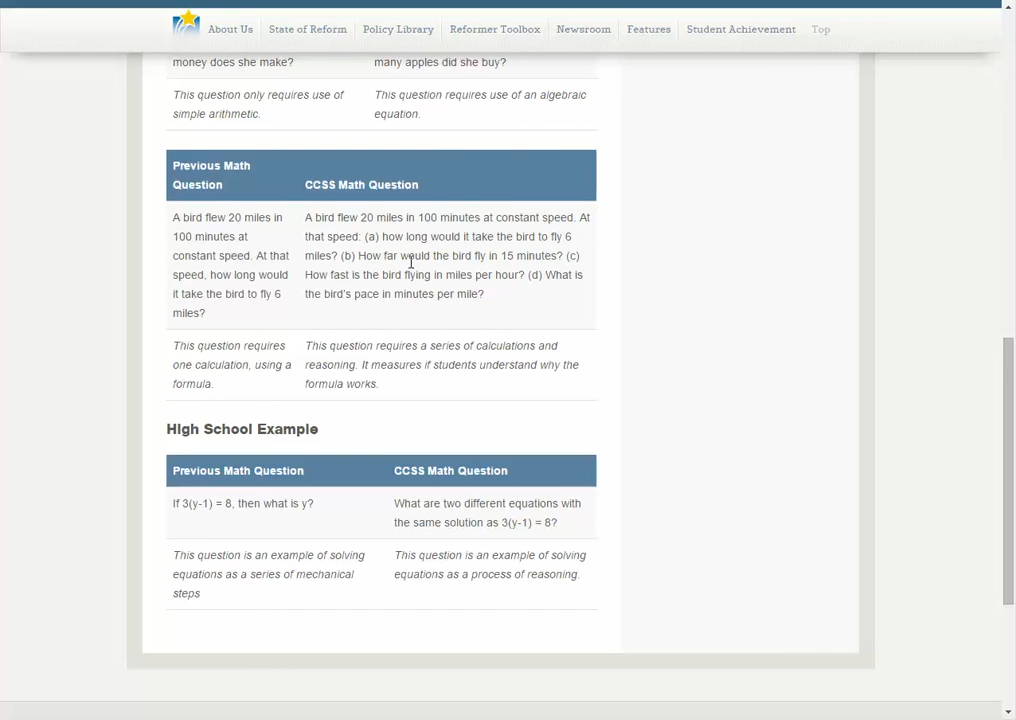 About Us State of Reform Policy Library Reformer Toolbox Newsroom Features Student Achievement Top
money does she make?
many apples did she buy?
This question only requires use of
simple arithmetic.
This question requires use of an algebraic
equation.
Previous Math
Question
CCSS Math Question
A bird flew 20 miles in
100 minutes at
constant speed. At that
speed, how long would
it take the bird to fly 6
miles?
A bird flew 20 miles in 100 minutes at constant speed. At
that speed: (a) how long would it take the bird to fly 6
miles? (b) How far would the bird fly in 15 minutes? (c)
How fast is the bird flying in miles per hour? (d) What is
the bird's pace in minutes per mile?
This question requires
one calculation, using a
formula.
This question requires a series of calculations and
reasoning. It measures if students understand why the
formula works.
High School Example
Previous Math Question
CCSS Math Question
If 3(y-1) = 8, then what is y?
What are two different equations with
the same solution as 3(y-1) = 8?
This question is an example of solving
equations as a series of mechanical
steps
This question is an example of solving
equations as a process of reasoning.